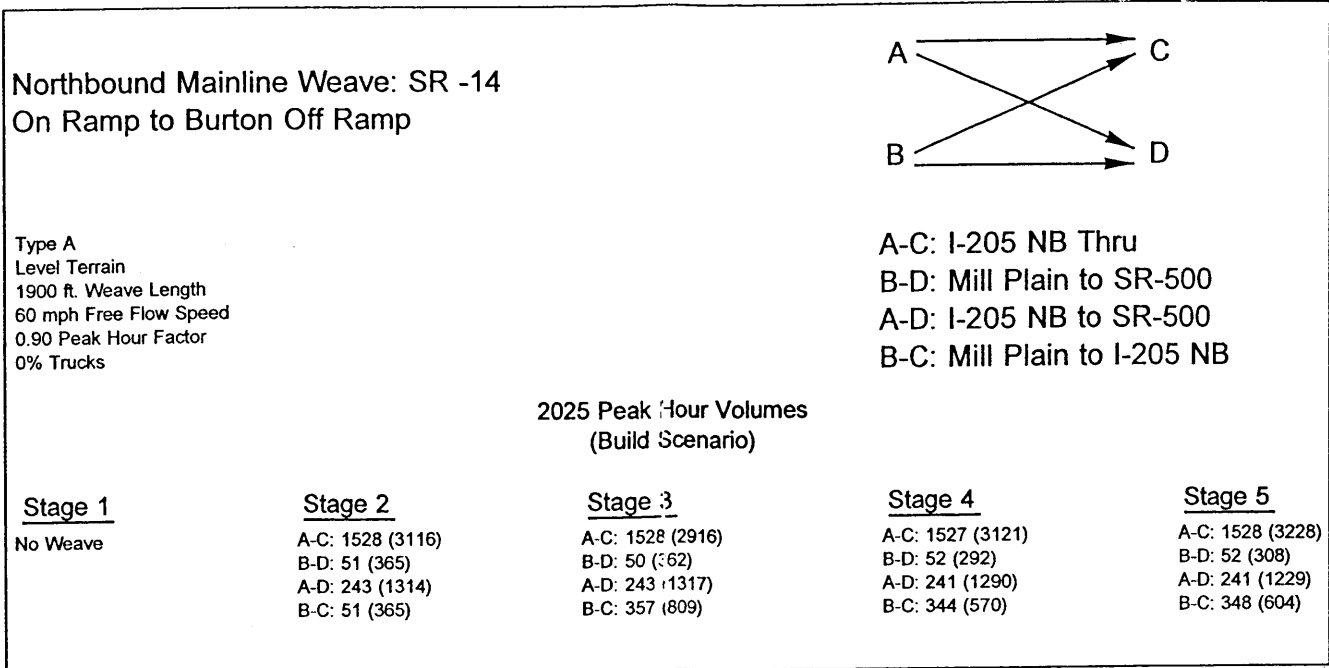 Northbound Mainline Weave: SR -14
On Ramp to Burton Off Ramp
A
C
B
D
Type A
Level Terrain
1900 ft. Weave Length
60 mph Free Flow Speed
0.90 Peak Hour Factor
0% Trucks
A-C: I-205 NB Thru
B-D: Mill Plain to SR-500
A-D: I-205 NB to SR-500
B-C: Mill Plain to I-205 NB
2025 Peak Hour Volumes
(Build Scenario)
Stage 1
No Weave
Stage 2
A-C: 1528 (3116)
B-D: 51 (365)
A-D: 243 (1314)
B-C: 51 (365)
Stage 3
A-C: 1528 (2916)
B-D: 50 (362)
A-D: 243 (1317)
B-C: 357 (809)
Stage 4
A-C: 1527 (3121)
B-D: 52 (292)
A-D: 241 (1290)
B-C: 344 (570)
Stage 5
A-C: 1528 (3228)
B-D: 52 (308)
A-D: 241 (1229)
B-C: 348 (604)